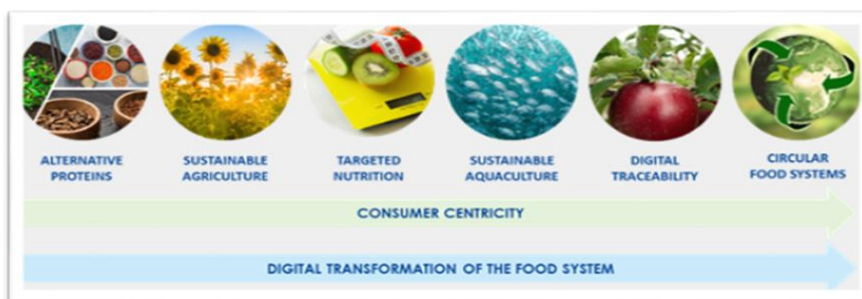 ALTERNATIVE
PROTEINS
SUSTAINABLE
AGRICULTURE
TARGETED
NUTRITION
SUSTAINABLE
AQUACULTURE
DIGITAL
TRACEABILITY
CIRCULAR
FOOD SYSTEMS
CONSUMER CENTRICITY
DIGITAL TRANSFORMATION OF THE FOOD SYSTEM